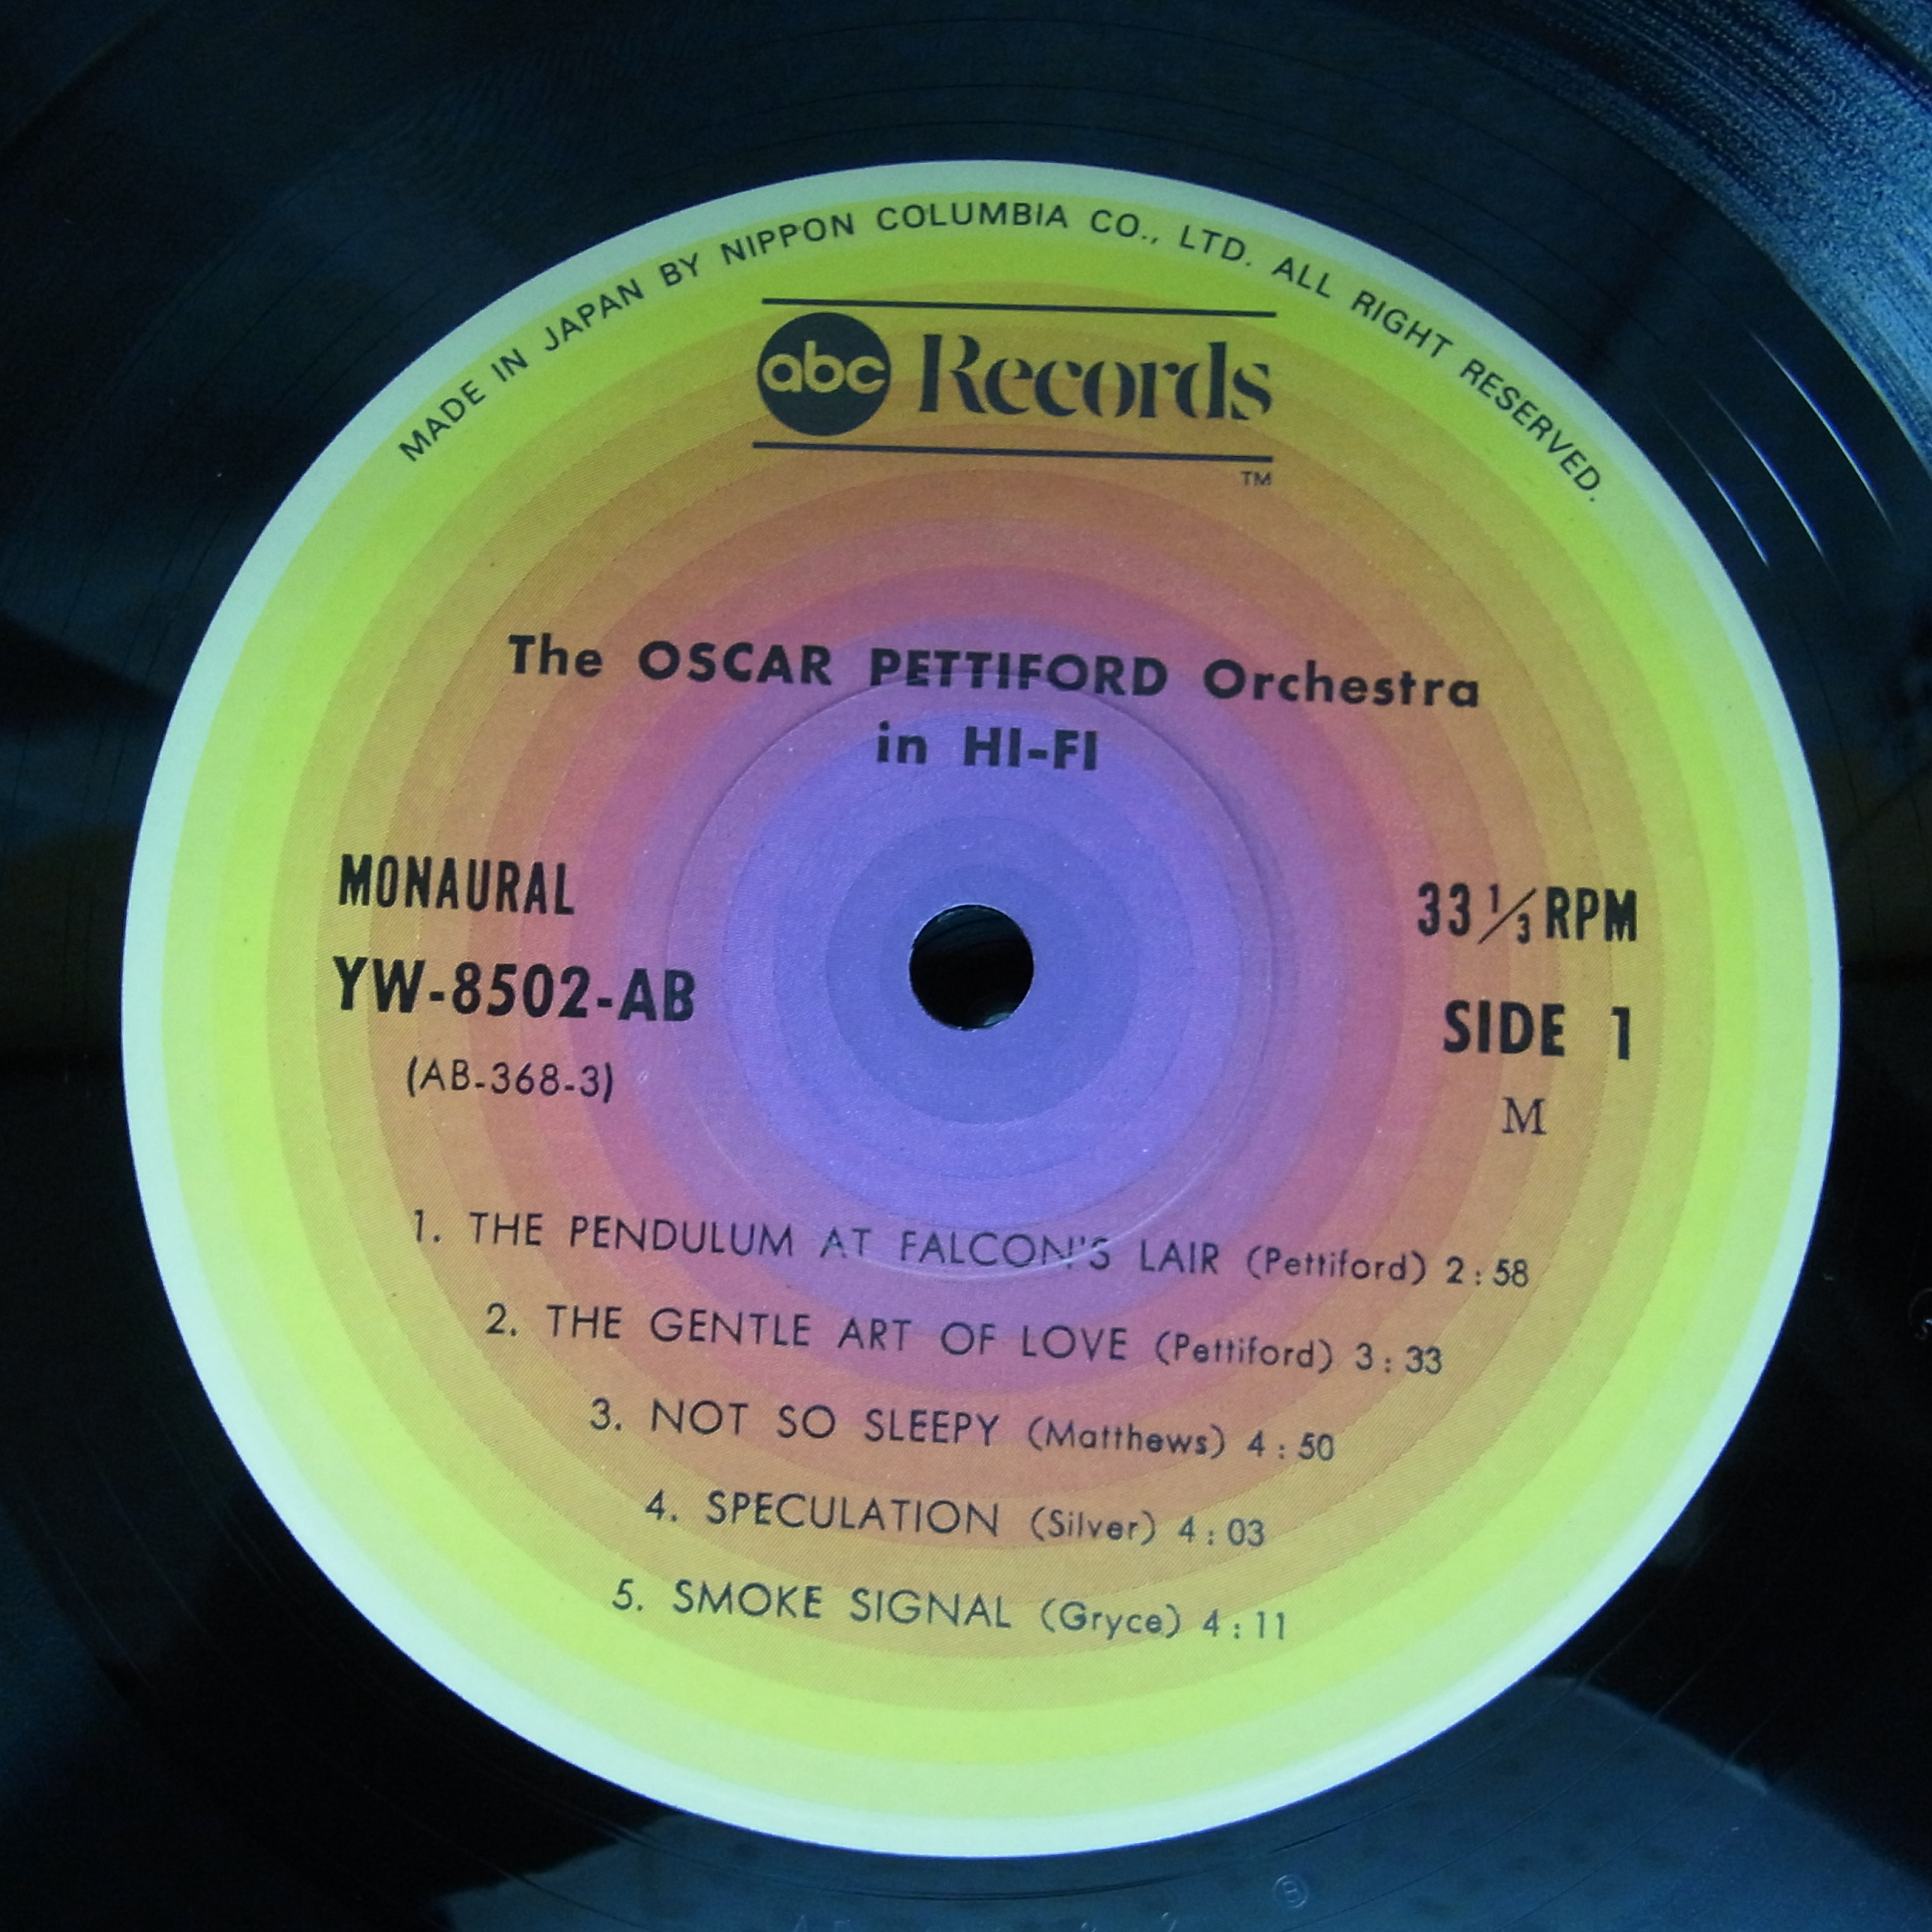 MADE IN JAPAN BY NIPPON COLUMBIA CO., LTD. ALL RIGHT RESERVED.
abc Records
TM
The OSCAR PETTIFORD Orchestra
in HI-FI
MONAURAL
33 1/3 RPM
YW-8502-AB
SIDE 1
(AB-368-3)
M
1. THE PENDULUM AT FALCON'S LAIR (Pettiford) 2:58
2. THE GENTLE ART OF LOVE (Pettiford) 3:33
3. NOT SO SLEEPY (Matthews) 4:50
4. SPECULATION (Silver) 4:03
5. SMOKE SIGNAL (Gryce) 4:11